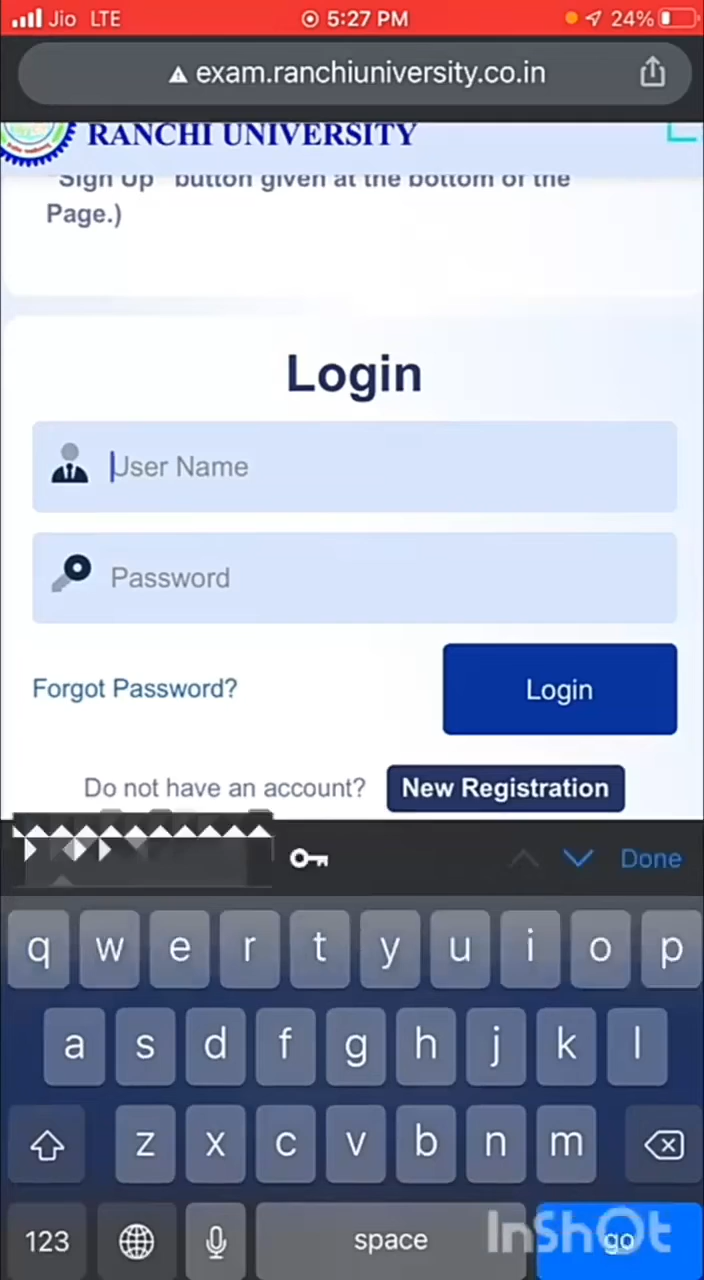 Jio LTE 5:27 PM 24%
exam.ranchiuniversity.co.in
RANCHI UNIVERSITY
"Sign Up" button given at the bottom of the
Page.)
Login
User Name
Password
Forgot Password? Login
Do not have an account? New Registration
Done
q w e r t y u i o p
a s d f g h j k l
z x c v b n m
123 space go
InShOt